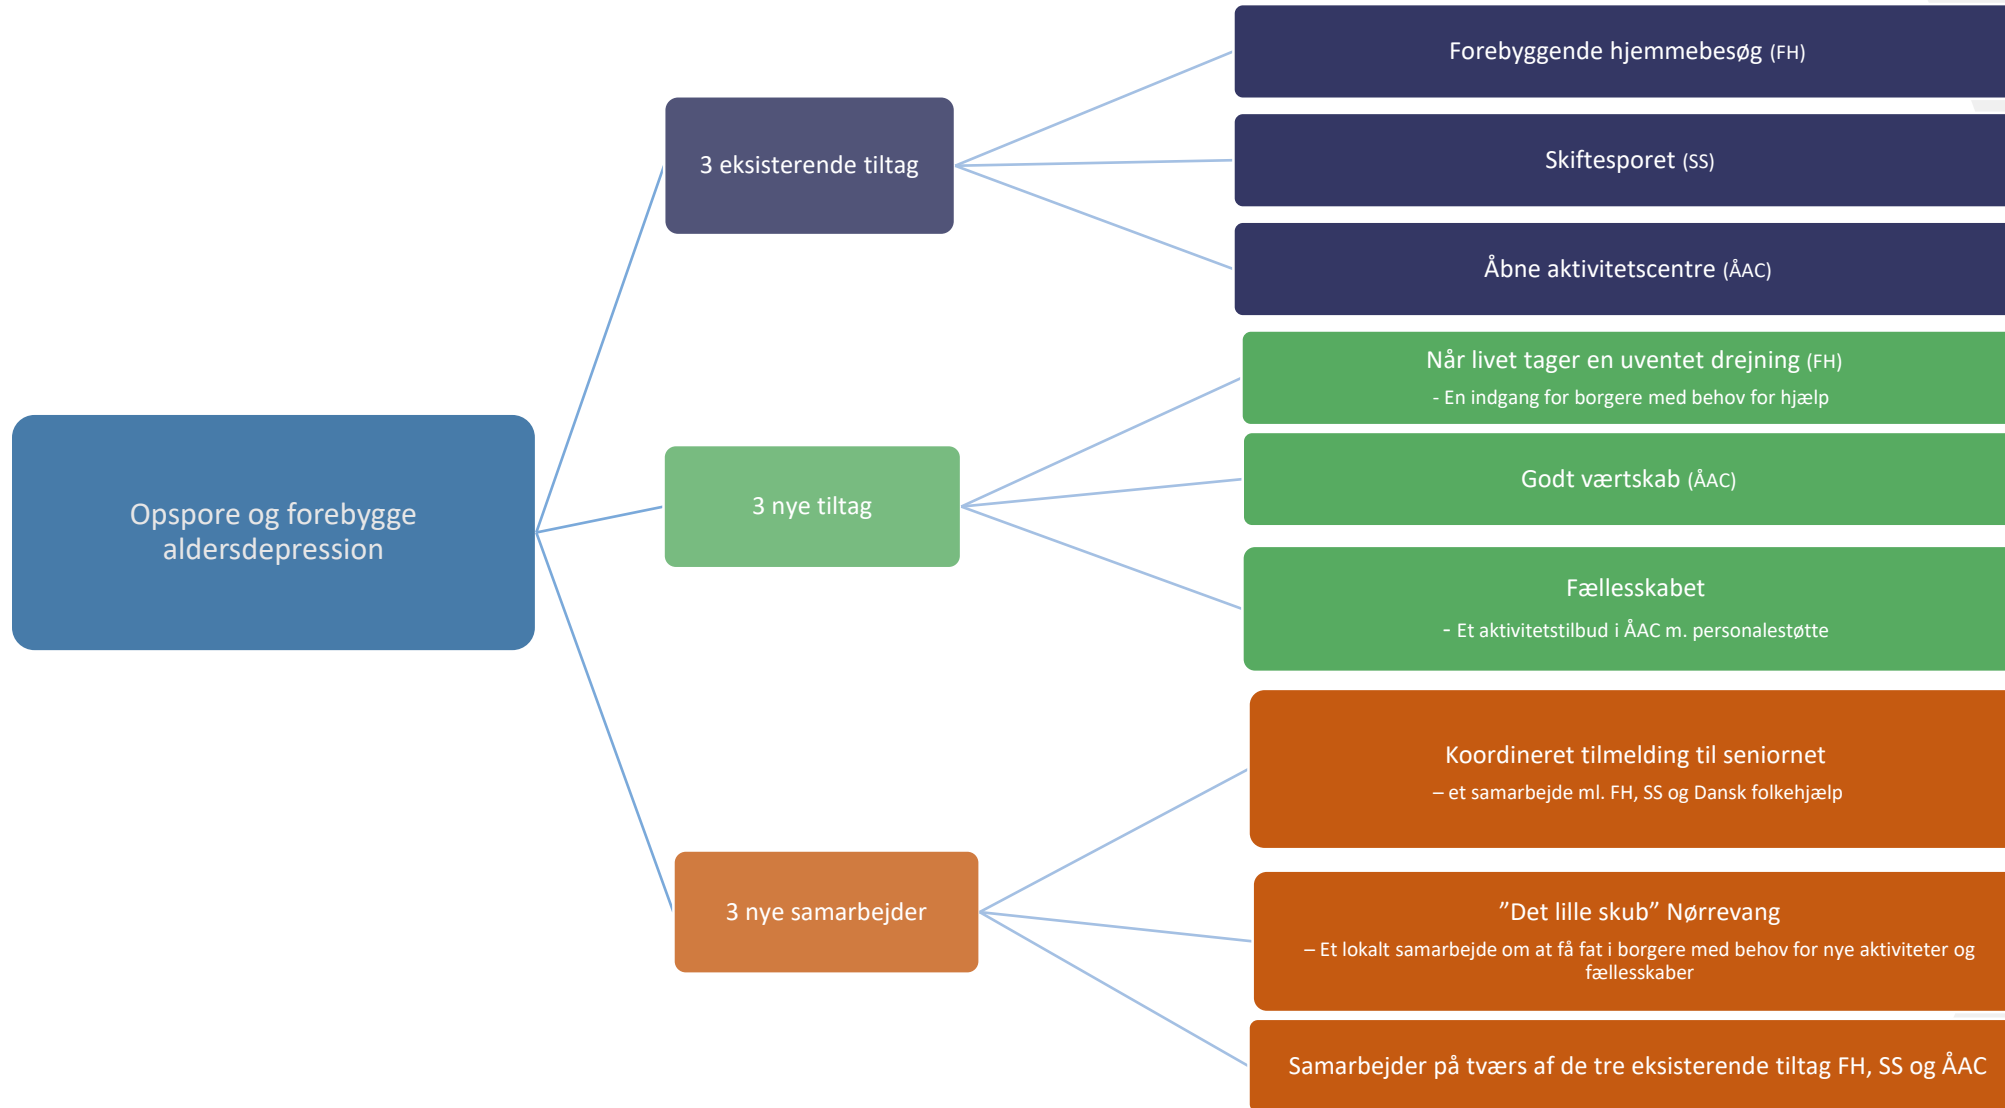 Opspore og forebygge
aldersdepression
3 eksisterende tiltag
Forebyggende hjemmebesøg (FH)
Skiftesporet (SS)
Åbne aktivitetscentre (ÅAC)
3 nye tiltag
Når livet tager en uventet drejning (FH)
- En indgang for borgere med behov for hjælp
Godt værtskab (ÅAC)
Fællesskabet
- Et aktivitetstilbud i ÅAC m. personalestøtte
3 nye samarbejder
Koordineret tilmelding til seniornet
– et samarbejde ml. FH, SS og Dansk folkehjælp
”Det lille skub” Nørrevang
– Et lokalt samarbejde om at få fat i borgere med behov for nye aktiviteter og
fællesskaber
Samarbejder på tværs af de tre eksisterende tiltag FH, SS og ÅAC